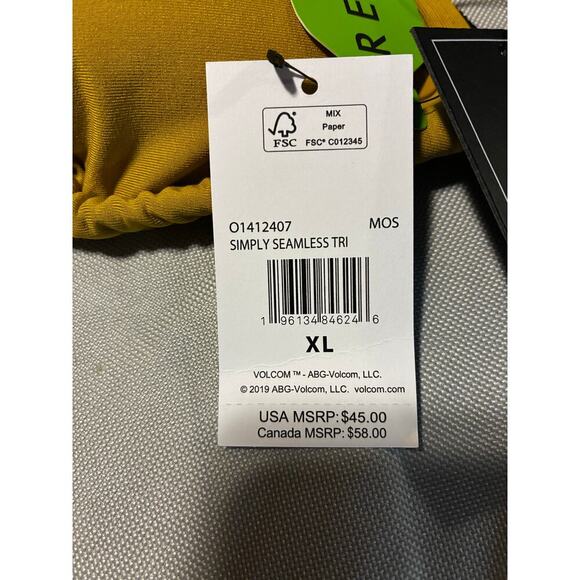 RE
MIX
Paper
FSC
FSC® C012345
O1412407 MOS
SIMPLY SEAMLESS TRI
1 96134 84624 6
XL
VOLCOM ™ - ABG-Volcom, LLC.
© 2019 ABG-Volcom, LLC. volcom.com
USA MSRP: $45.00
Canada MSRP: $58.00